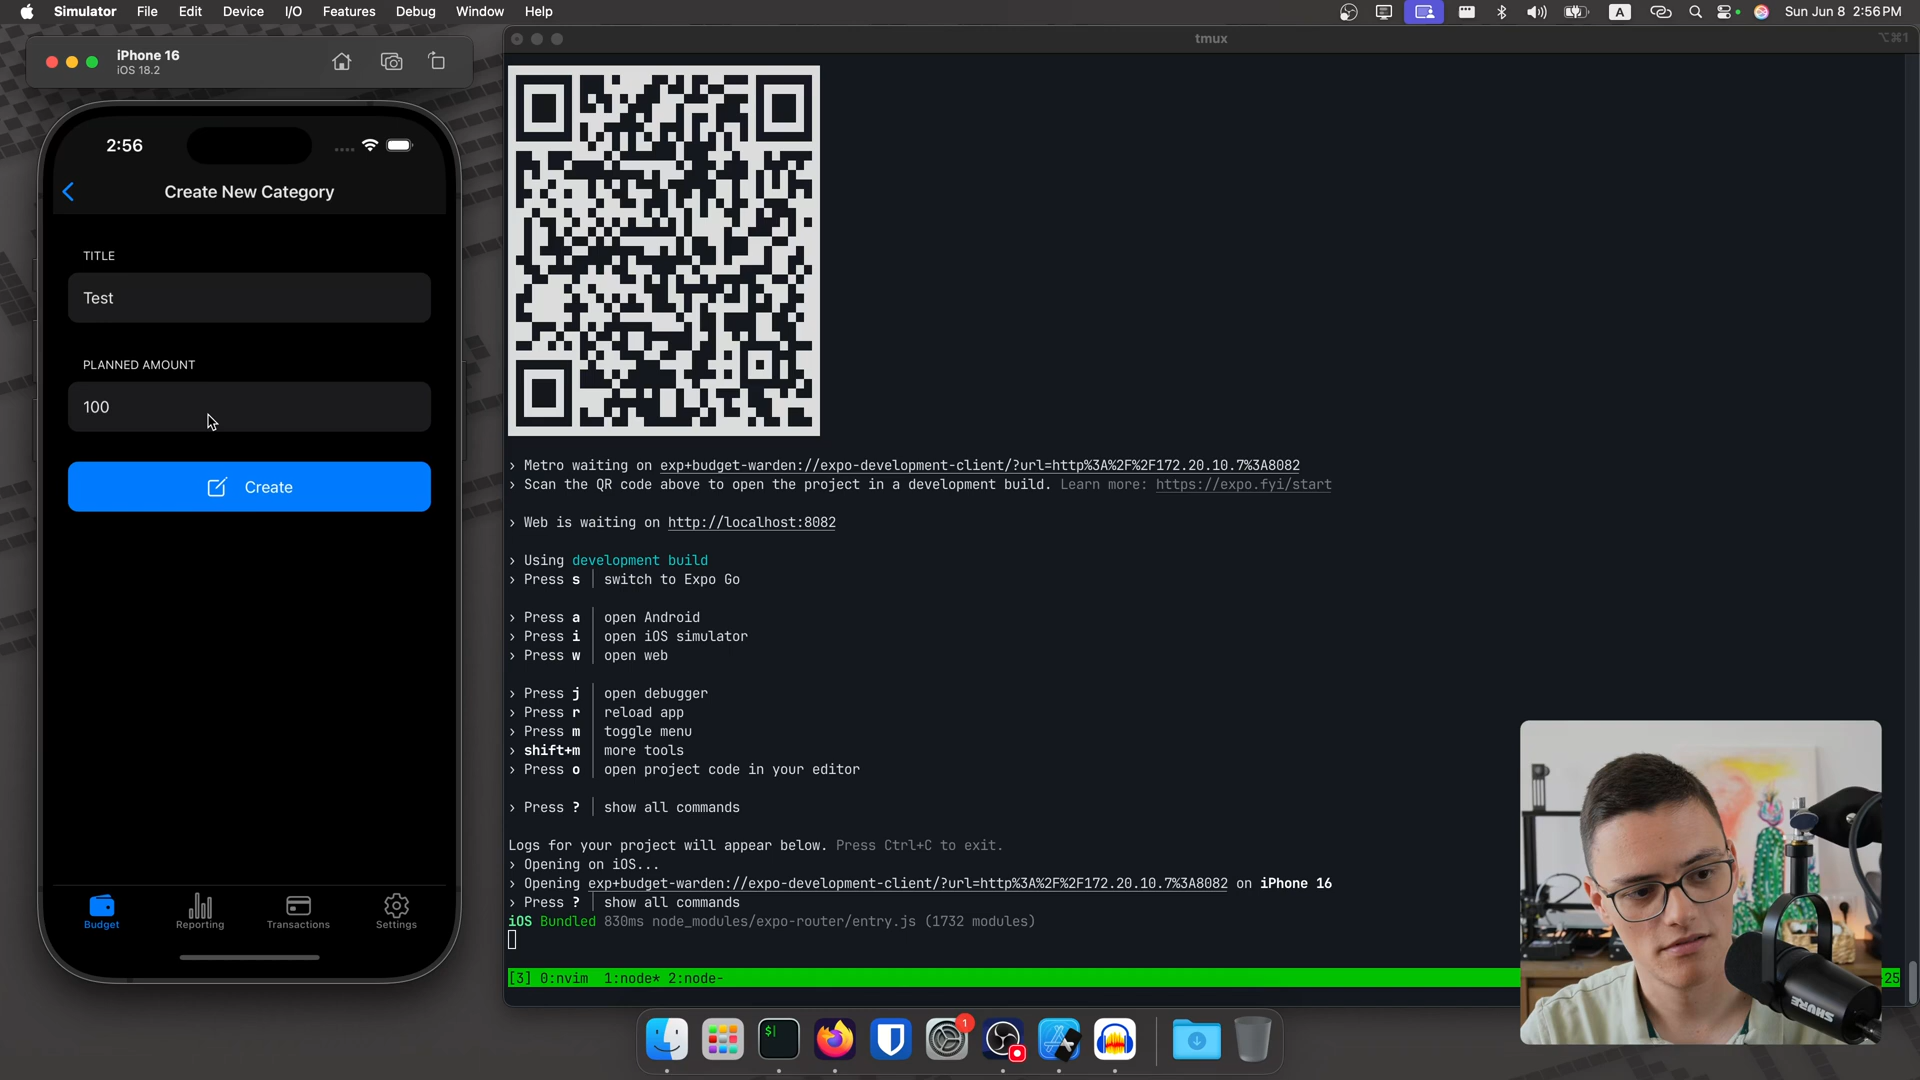 Simulator File Edit Device I/O Features Debug Window Help
A
Sun Jun 8 2:56 PM
iPhone 16
iOS 18.2
tmux
⌥⌘1
2:56
Create New Category
TITLE
Test
PLANNED AMOUNT
100
Create
Budget
Reporting
Transactions
Settings
› Metro waiting on exp+budget-warden://expo-development-client/?url=http%3A%2F%2F172.20.10.7%3A8082
› Scan the QR code above to open the project in a development build. Learn more: https://expo.fyi/start
› Web is waiting on http://localhost:8082
› Using development build
› Press s │ switch to Expo Go
› Press a │ open Android
› Press i │ open iOS simulator
› Press w │ open web
› Press j │ open debugger
› Press r │ reload app
› Press m │ toggle menu
› shift+m │ more tools
› Press o │ open project code in your editor
› Press ? │ show all commands
Logs for your project will appear below. Press Ctrl+C to exit.
› Opening on iOS...
› Opening exp+budget-warden://expo-development-client/?url=http%3A%2F%2F172.20.10.7%3A8082 on iPhone 16
› Press ? │ show all commands
iOS Bundled 830ms node_modules/expo-router/entry.js (1732 modules)
[3] 0:nvim 1:node* 2:node-
25
$
1
SHURE